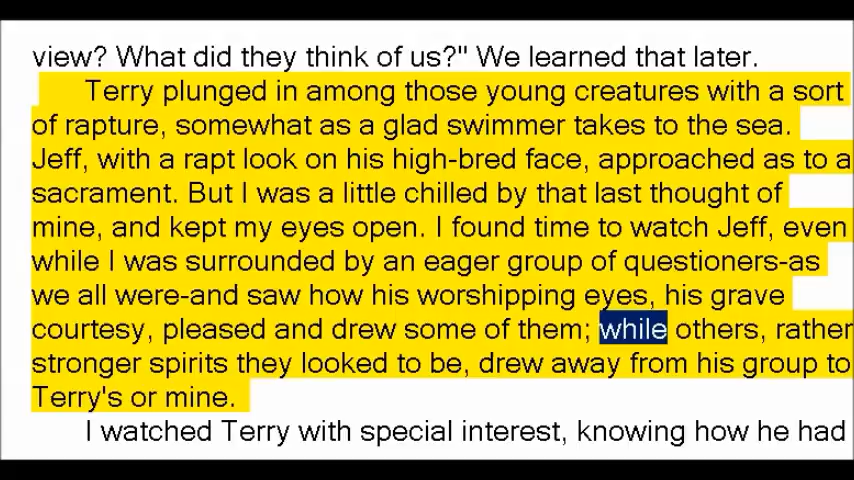 view? What did they think of us?" We learned that later.
Terry plunged in among those young creatures with a sort
of rapture, somewhat as a glad swimmer takes to the sea.
Jeff, with a rapt look on his high-bred face, approached as to a
sacrament. But I was a little chilled by that last thought of
mine, and kept my eyes open. I found time to watch Jeff, even
while I was surrounded by an eager group of questioners-as
we all were-and saw how his worshipping eyes, his grave
courtesy, pleased and drew some of them; while others, rather
stronger spirits they looked to be, drew away from his group to
Terry's or mine.
I watched Terry with special interest, knowing how he had